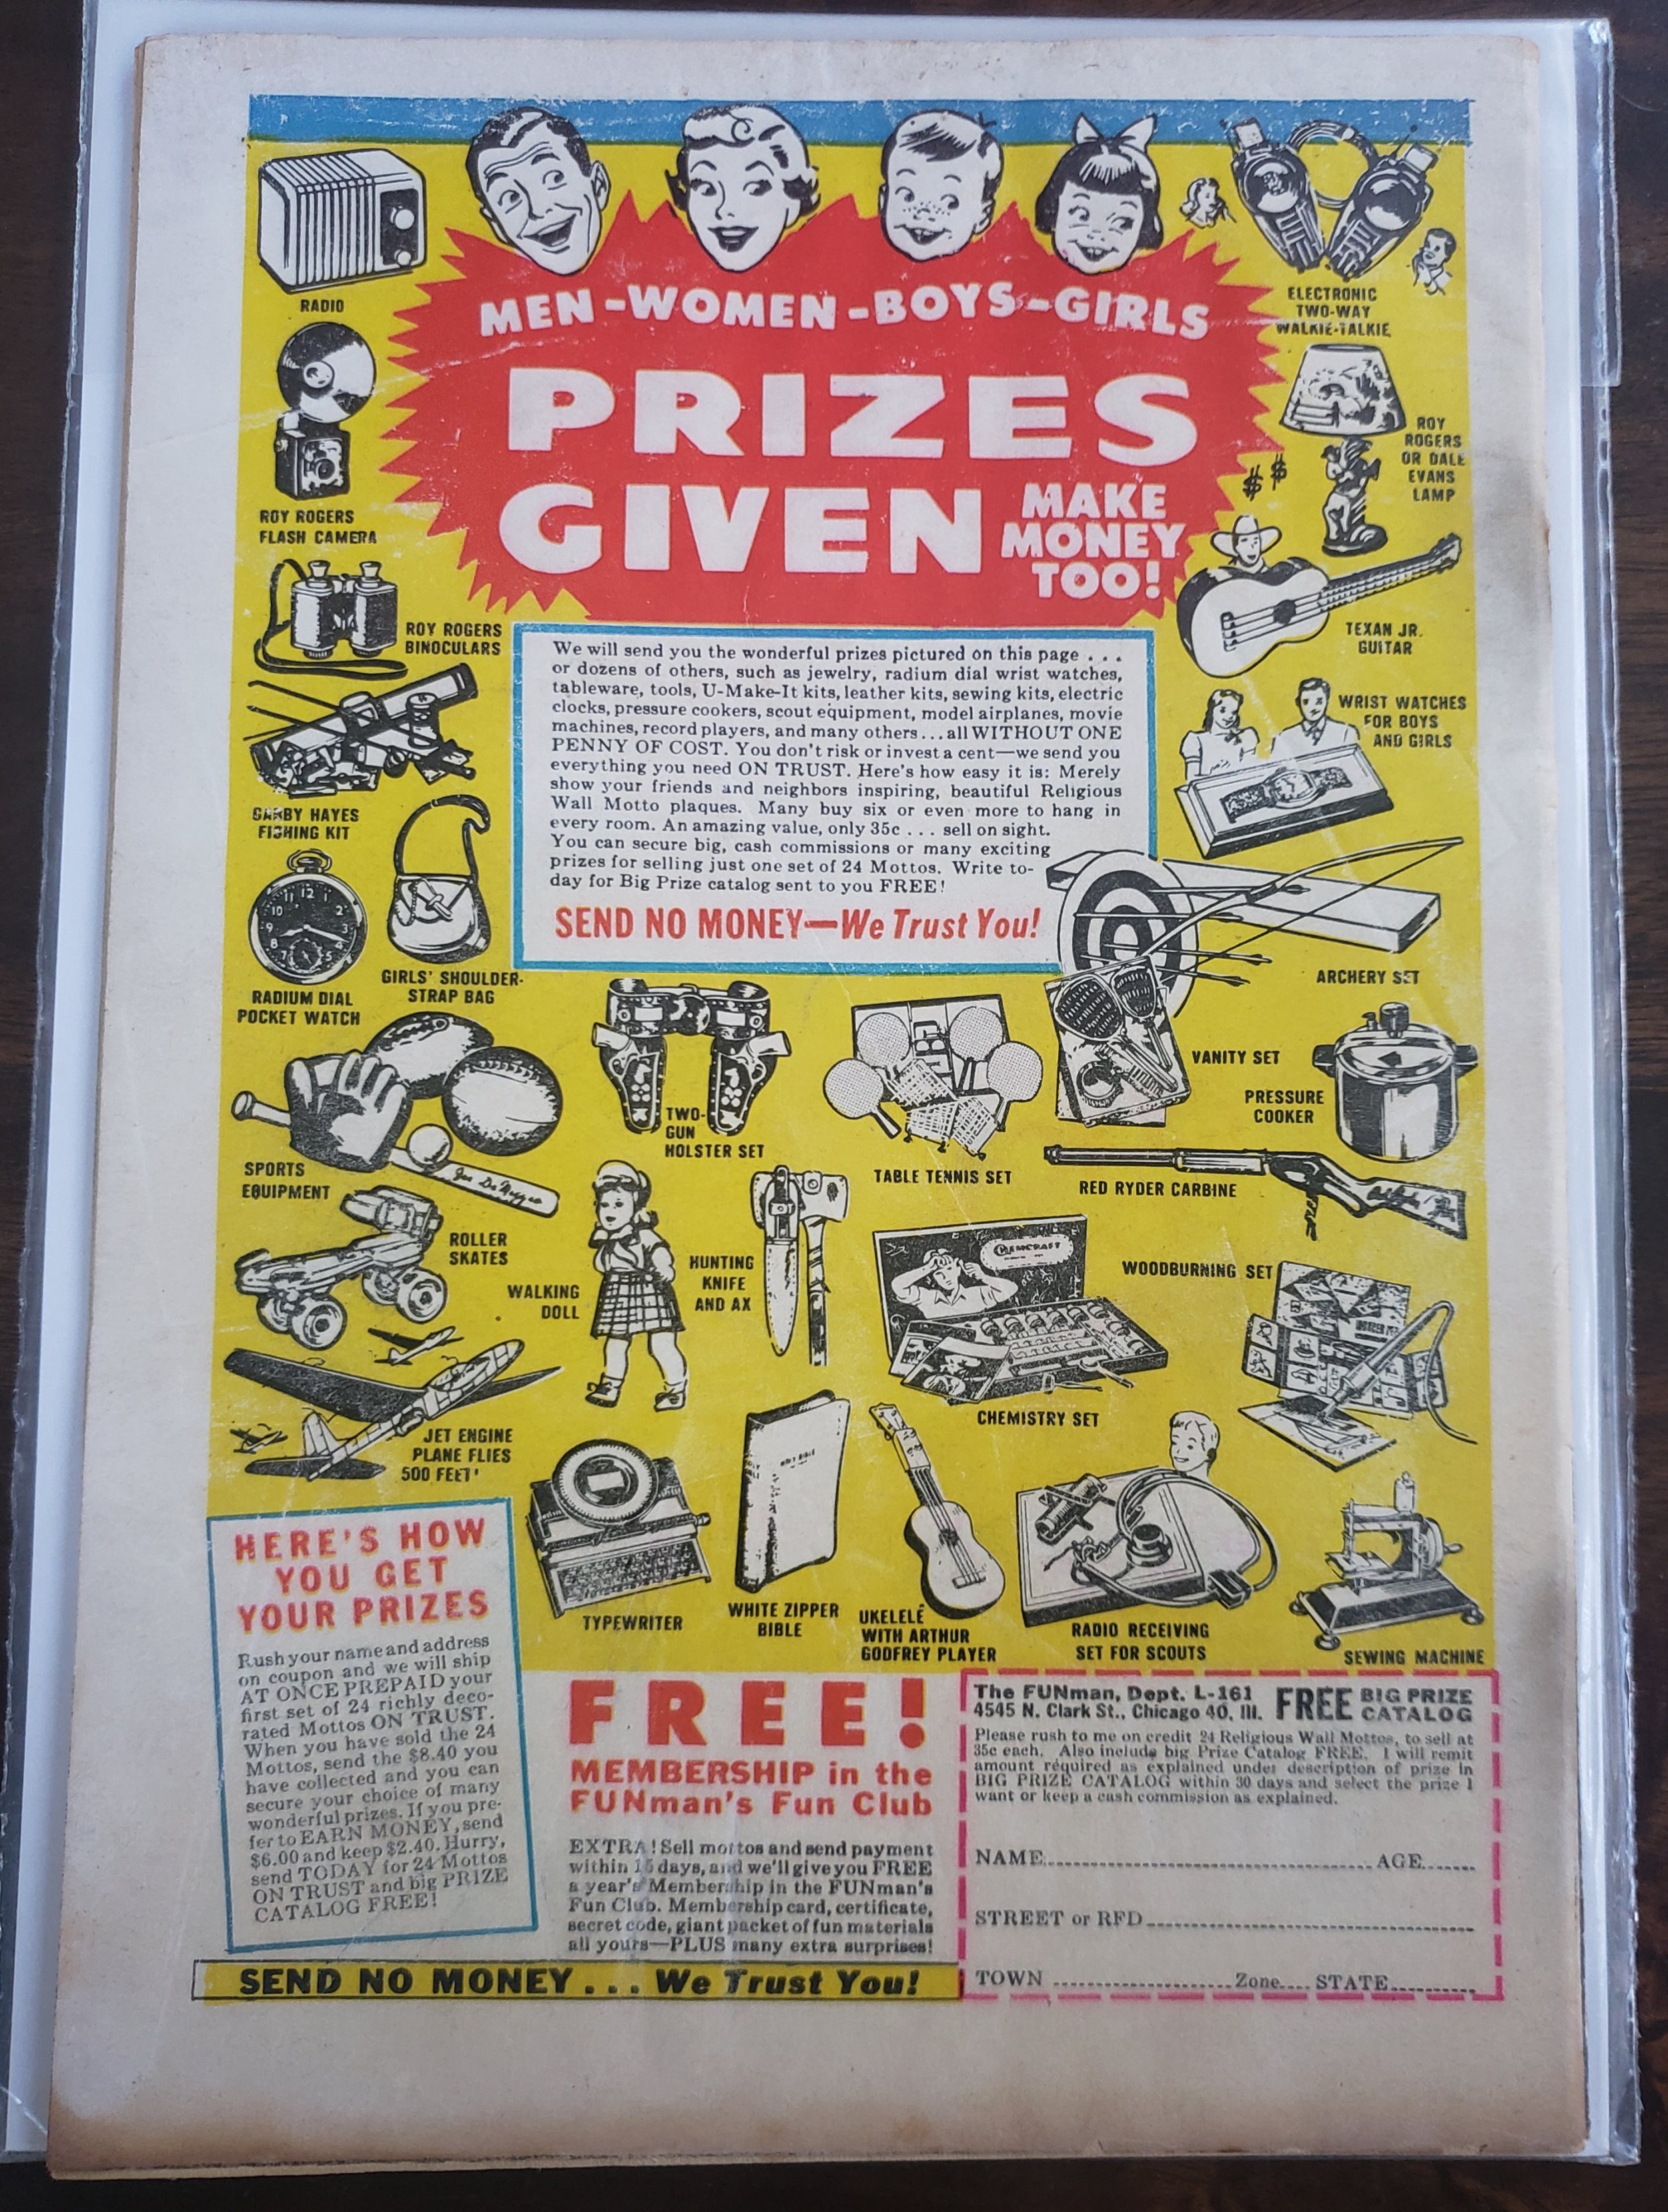 MEN-WOMEN-BOYS-GIRLS
PRIZES
GIVEN
MAKE
MONEY
TOO!
RADIO
ROY ROGERS
FLASH CAMERA
ROY ROGERS
BINOCULARS
GABBY HAYES
FISHING KIT
RADIUM DIAL
POCKET WATCH
GIRLS' SHOULDER-
STRAP BAG
ELECTRONIC
TWO-WAY
WALKIE-TALKIE
ROY
ROGERS
OR DALE
EVANS
LAMP
$ $
TEXAN JR.
GUITAR
WRIST WATCHES
FOR BOYS
AND GIRLS
We will send you the wonderful prizes pictured on this page . . .
or dozens of others, such as jewelry, radium dial wrist watches,
tableware, tools, U-Make-It kits, leather kits, sewing kits, electric
clocks, pressure cookers, scout equipment, model airplanes, movie
machines, record players, and many others...all WITHOUT ONE
PENNY OF COST. You don't risk or invest a cent—we send you
everything you need ON TRUST. Here's how easy it is: Merely
show your friends and neighbors inspiring, beautiful Religious
Wall Motto plaques. Many buy six or even more to hang in
every room. An amazing value, only 35c . . . sell on sight.
You can secure big, cash commissions or many exciting
prizes for selling just one set of 24 Mottos. Write to-
day for Big Prize catalog sent to you FREE!
SEND NO MONEY—We Trust You!
ARCHERY SET
SPORTS
EQUIPMENT
TWO-
GUN
HOLSTER SET
TABLE TENNIS SET
VANITY SET
PRESSURE
COOKER
RED RYDER CARBINE
ROLLER
SKATES
WALKING
DOLL
HUNTING
KNIFE
AND AX
CHEMCRAFT
CHEMISTRY SET
WOODBURNING SET
JET ENGINE
PLANE FLIES
500 FEET!
TYPEWRITER
HOLY BIBLE
WHITE ZIPPER
BIBLE
UKELELE
WITH ARTHUR
GODFREY PLAYER
RADIO RECEIVING
SET FOR SCOUTS
SEWING MACHINE
HERE'S HOW
YOU GET
YOUR PRIZES
Rush your name and address
on coupon and we will ship
AT ONCE PREPAID your
first set of 24 richly deco-
rated Mottos ON TRUST.
When you have sold the 24
Mottos, send the $8.40 you
have collected and you can
secure your choice of many
wonderful prizes. If you pre-
fer to EARN MONEY, send
$6.00 and keep $2.40. Hurry,
send TODAY for 24 Mottos
ON TRUST and big PRIZE
CATALOG FREE!
FREE!
MEMBERSHIP in the
FUNman's Fun Club
EXTRA! Sell mottos and send payment
within 15 days, and we'll give you FREE
a year's Membership in the FUNman's
Fun Club. Membership card, certificate,
secret code, giant packet of fun materials
all yours—PLUS many extra surprises!
SEND NO MONEY... We Trust You!
The FUNman, Dept. L-161
4545 N. Clark St., Chicago 40, Ill.
FREE BIG PRIZE
CATALOG
Please rush to me on credit 24 Religious Wall Mottos, to sell at
35c each. Also include big Prize Catalog FREE. I will remit
amount required as explained under description of prize in
BIG PRIZE CATALOG within 30 days and select the prize I
want or keep a cash commission as explained.
NAME AGE
STREET or RFD
TOWN Zone STATE